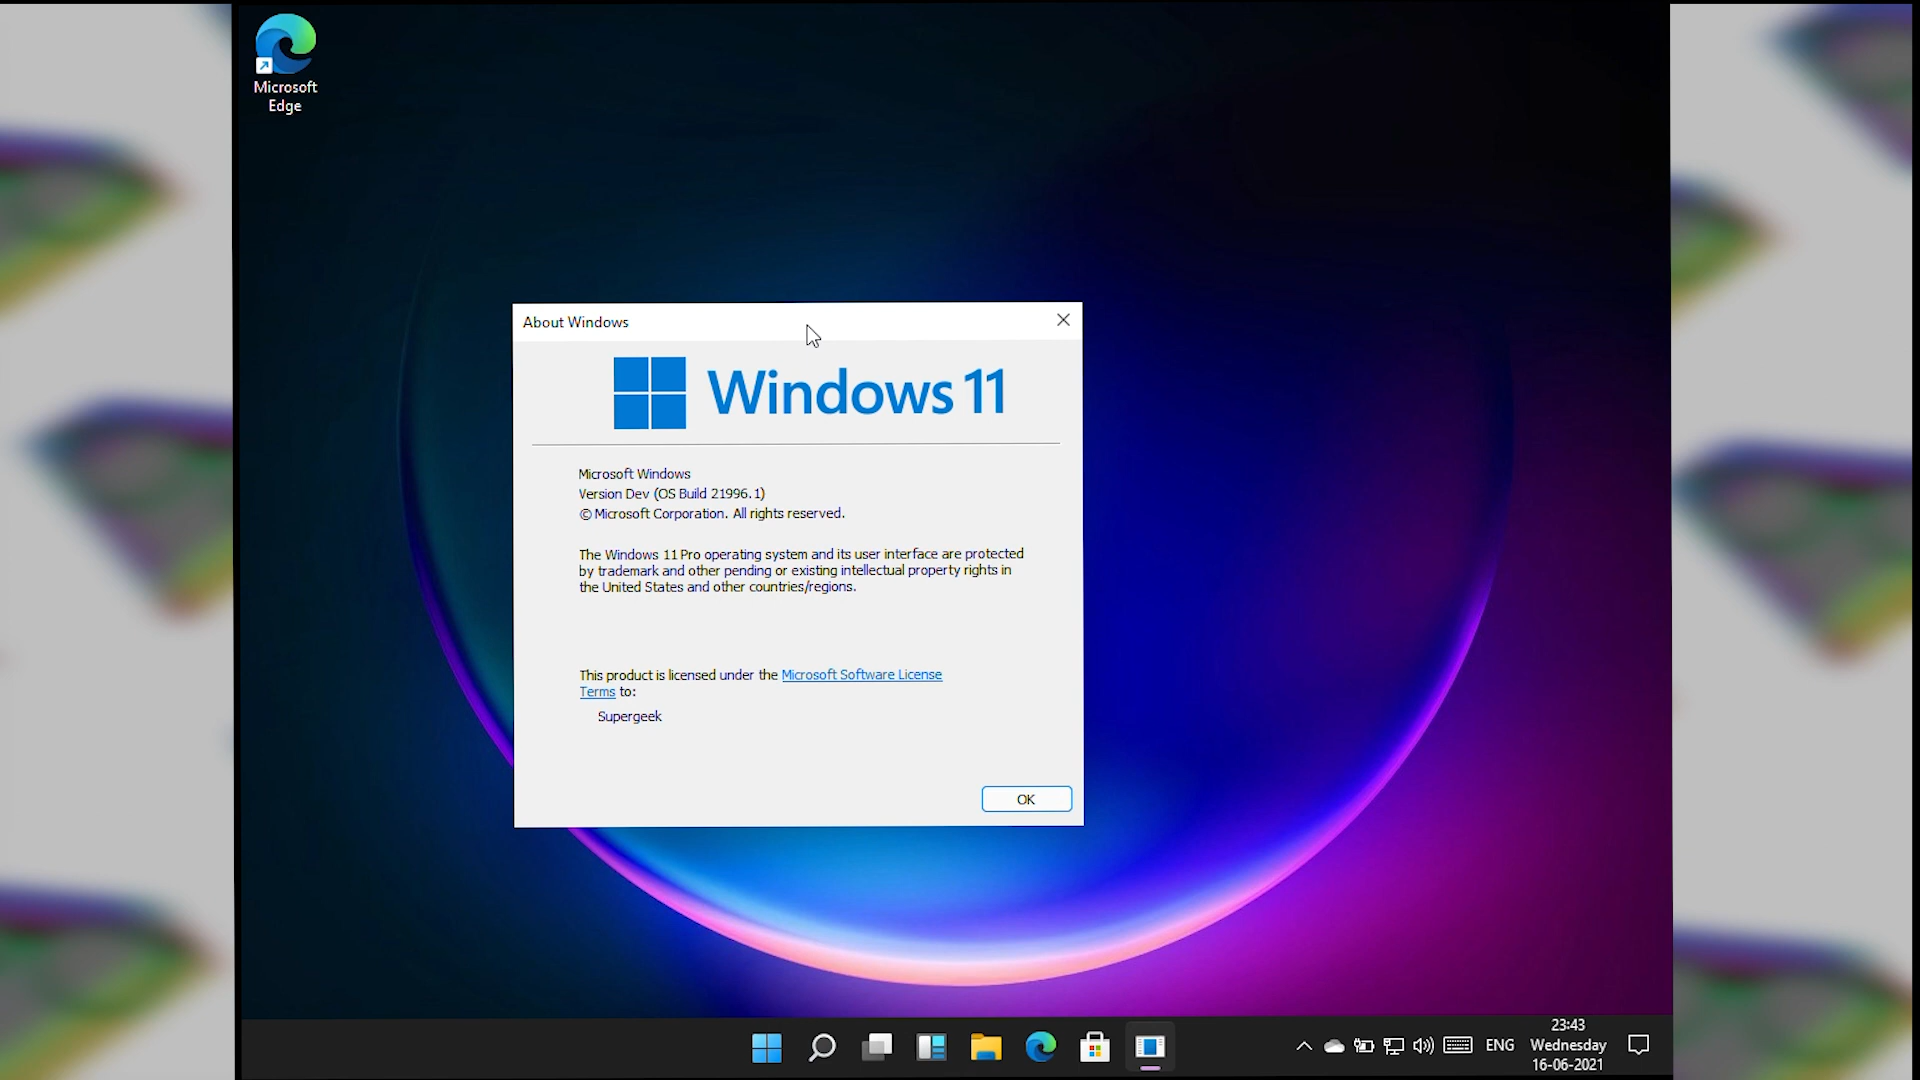 Microsoft
Edge
About Windows
Windows 11
Microsoft Windows
Version Dev (OS Build 21996.1)
© Microsoft Corporation. All rights reserved.
The Windows 11 Pro operating system and its user interface are protected
by trademark and other pending or existing intellectual property rights in
the United States and other countries/regions.
This product is licensed under the Microsoft Software License
Terms to:
Supergeek
OK
23:43
ENG Wednesday
16-06-2021